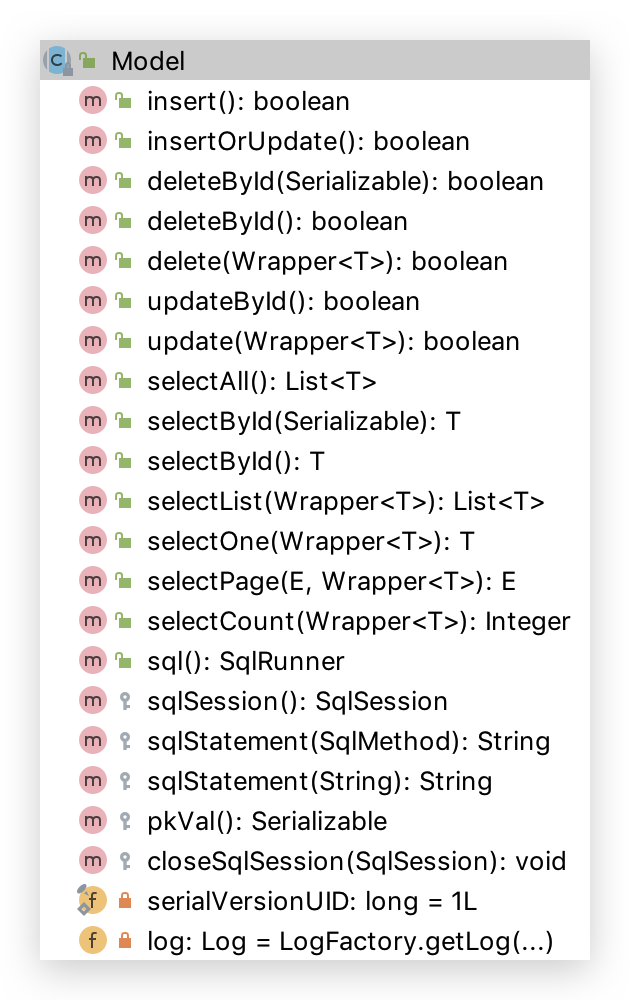 Model
insert(): boolean
insertOrUpdate(): boolean
deleteById(Serializable): boolean
deleteById(): boolean
delete(Wrapper<T>): boolean
updateById(): boolean
update(Wrapper<T>): boolean
selectAll(): List<T>
selectById(Serializable): T
selectById(): T
selectList(Wrapper<T>): List<T>
selectOne(Wrapper<T>): T
selectPage(E, Wrapper<T>): E
selectCount(Wrapper<T>): Integer
sql(): SqlRunner
sqlSession(): SqlSession
sqlStatement(SqlMethod): String
sqlStatement(String): String
pkVal(): Serializable
closeSqlSession(SqlSession): void
serialVersionUID: long = 1L
log: Log = LogFactory.getLog(...)